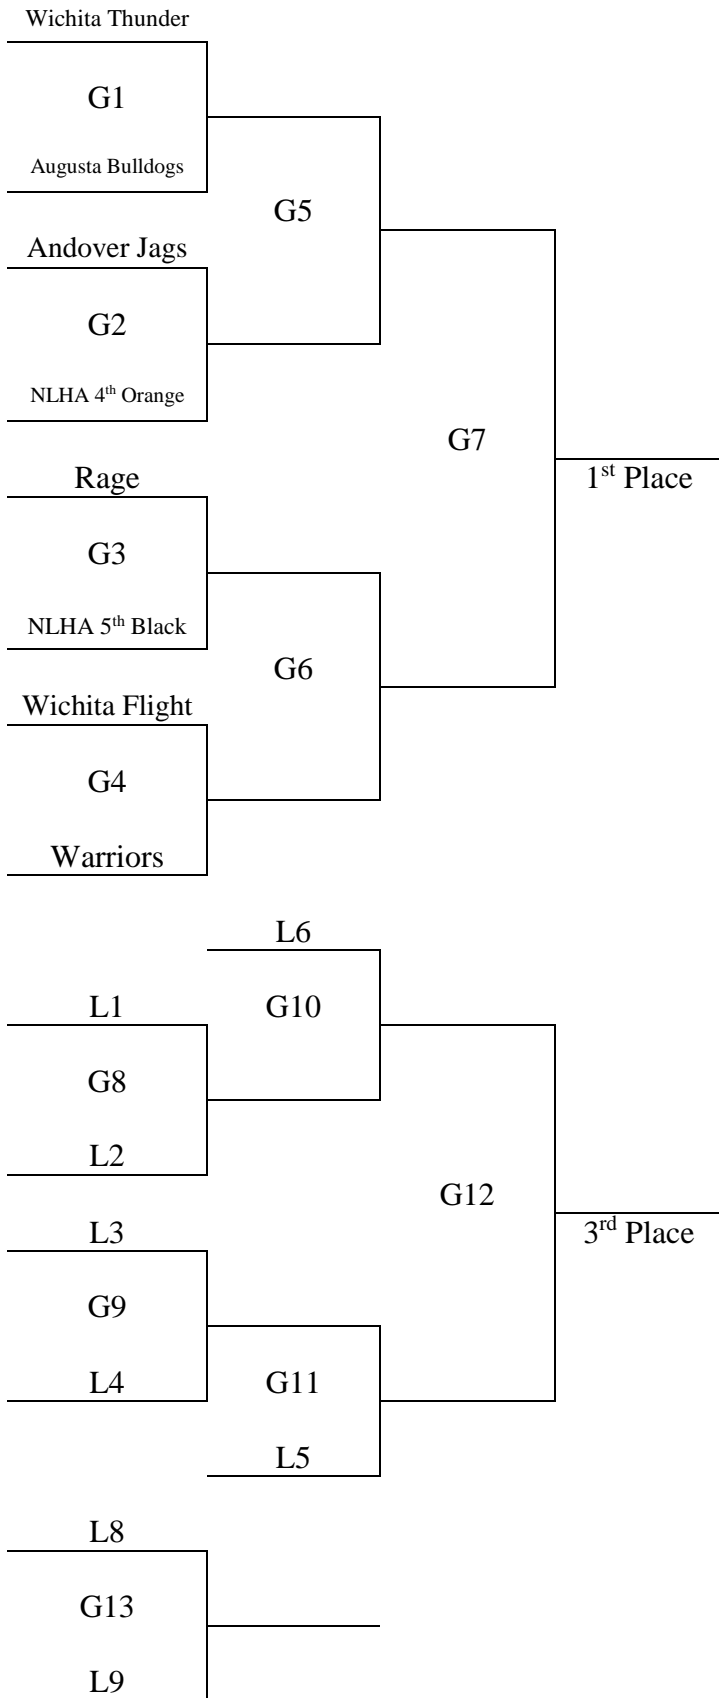 Wichita Thunder
G1
Augusta Bulldogs
G5
Andover Jags
G2
NLHA 4th Orange
G7
1st Place
Rage
G3
NLHA 5th Black
G6
Wichita Flight
G4
Warriors
L6
L1
G10
G8
L2
G12
L3
3rd Place
G9
L4
G11
L5
L8
G13
L9